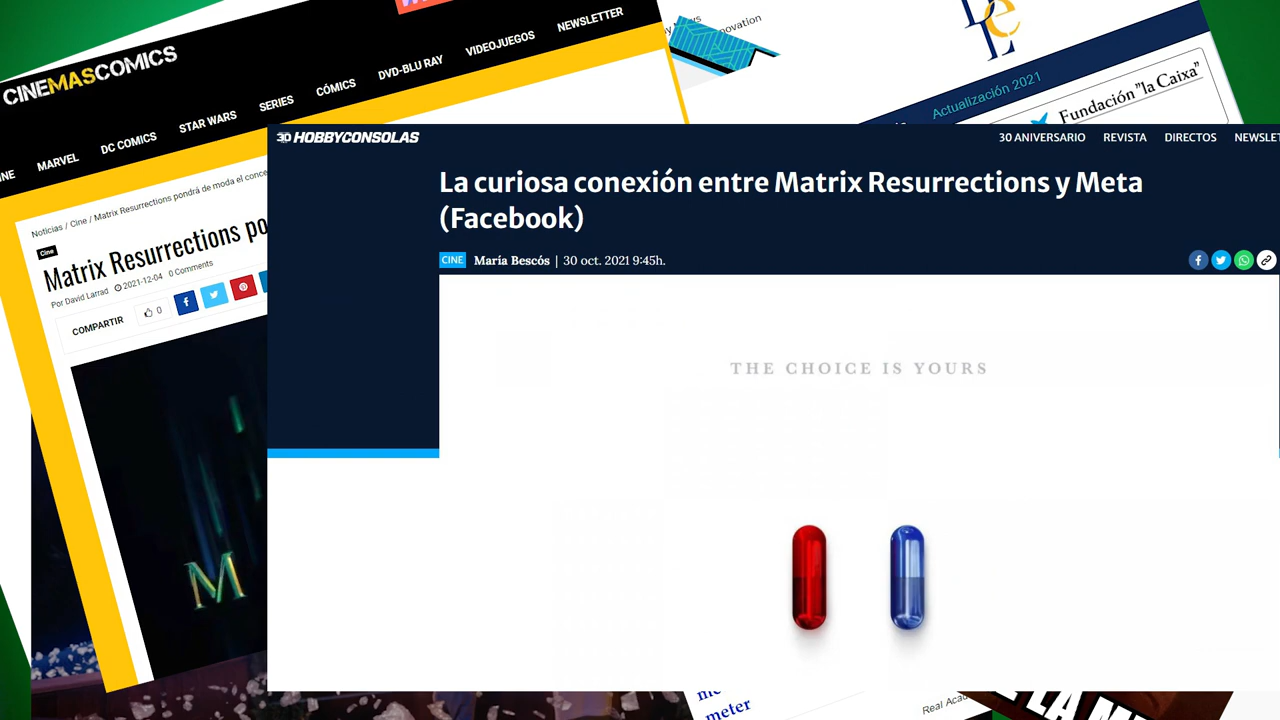 CINEMASCOMICS
MARVEL
DC COMICS
STAR WARS
SERIES
CÓMICS
DVD-BLU RAY
VIDEOJUEGOS
NEWSLETTER
Noticias / Cine / Matrix Resurrections pondrá de moda el
Cine
Matrix Resurrections
Por David Larrad 2021-12-04 0 Comments
COMPARTIR
0
M
Actualización 2021
Fundación "la Caixa"
HOBBYCONSOLAS
30 ANIVERSARIO
REVISTA
DIRECTOS
La curiosa conexión entre Matrix Resurrections y Meta
(Facebook)
CINE María Bescós | 30 oct. 2021 9:45h.
THE CHOICE IS YOURS
meter
Real
LA